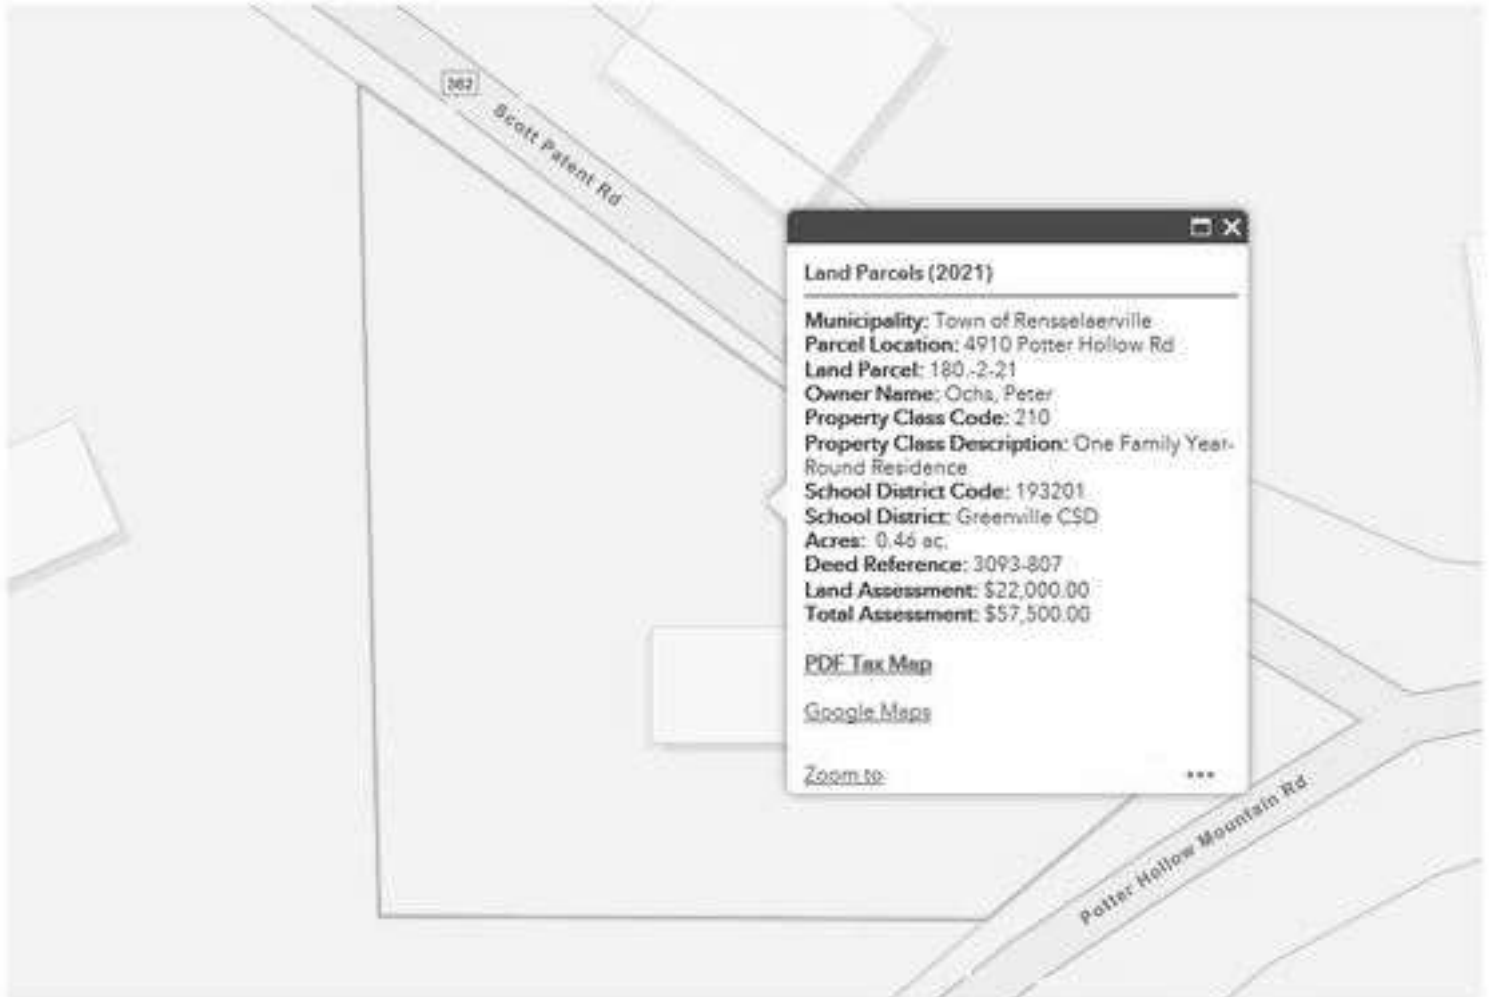 362
Scott Patent Rd
Land Parcels (2021)
Municipality: Town of Rensselaerville
Parcel Location: 4910 Potter Hollow Rd
Land Parcel: 180.-2-21
Owner Name: Ochs, Peter
Property Class Code: 210
Property Class Description: One Family Year-
Round Residence
School District Code: 193201
School District: Greenville CSD
Acres: 0.46 ac.
Deed Reference: 3093-807
Land Assessment: $22,000.00
Total Assessment: $57,500.00
PDF Tax Map
Google Maps
Zoom to
Potter Hollow Mountain Rd